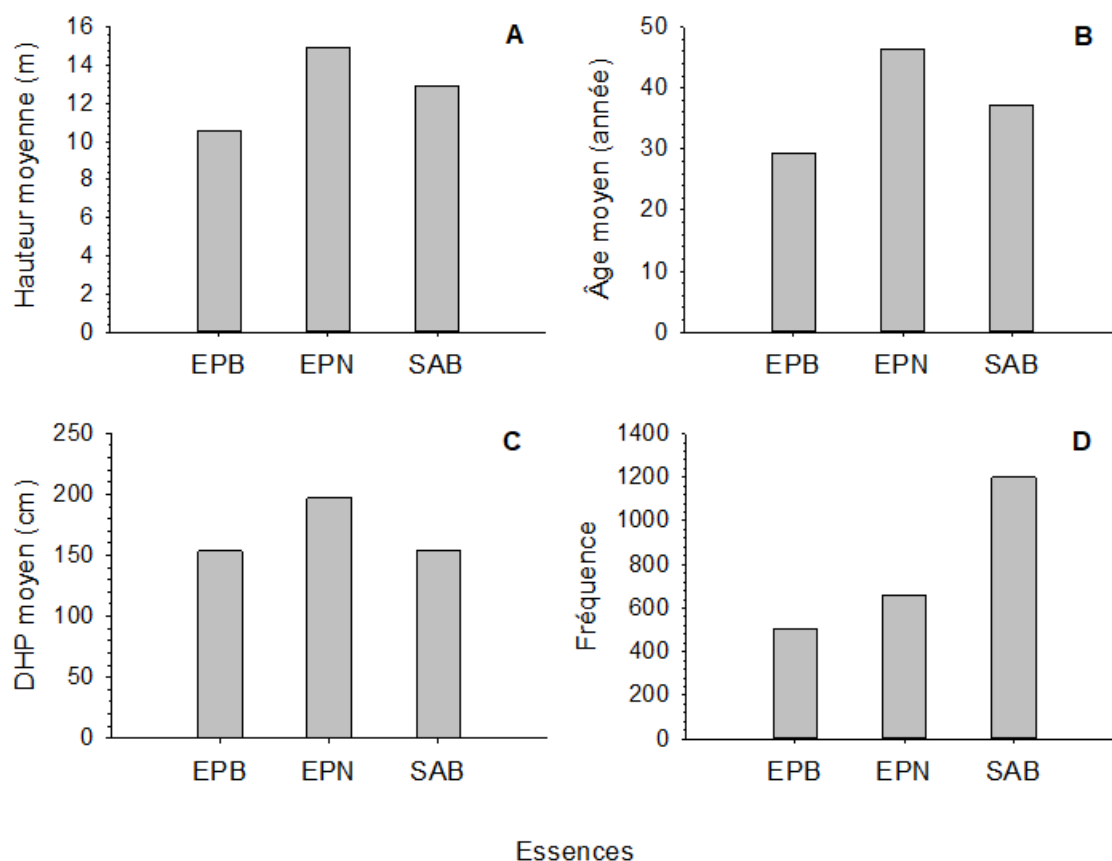 A
Hauteur moyenne (m)
16
14
12
10
8
6
4
2
0
EPB EPN SAB
B
Âge moyen (année)
50
40
30
20
10
0
EPB EPN SAB
C
DHP moyen (cm)
250
200
150
100
50
0
EPB EPN SAB
D
Fréquence
1400
1200
1000
800
600
400
200
0
EPB EPN SAB
Essences